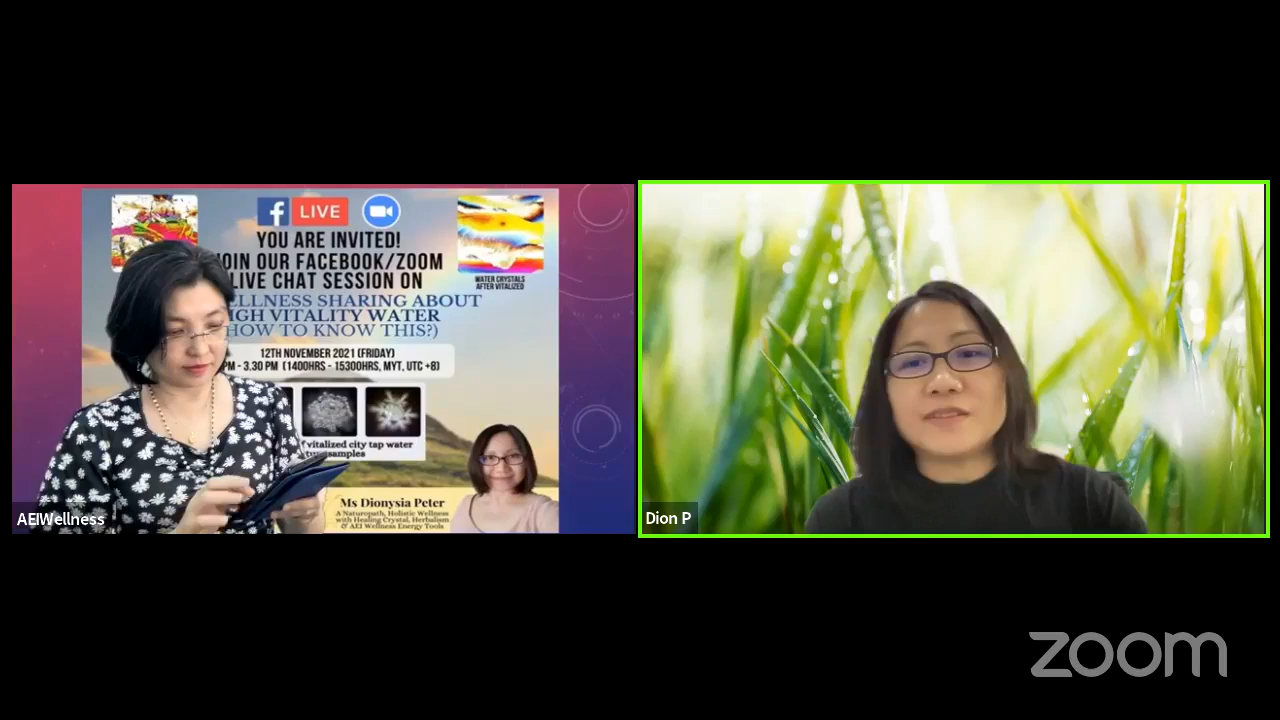 f LIVE
YOU ARE INVITED!
JOIN OUR FACEBOOK/ZOOM
LIVE CHAT SESSION ON
WELLNESS SHARING ABOUT
HIGH VITALITY WATER
(HOW TO KNOW THIS?)
WATER CRYSTALS
AFTER VITALIZED
12TH NOVEMBER 2021 (FRIDAY)
PM - 3.30 PM (1400HRS - 15300HRS, MYT, UTC +8)
f vitalized city tap water
samples
Ms Dionysia Peter
A Naturopath, Holistic Wellness
with Healing Crystal, Herbalism
& AEI Wellness Energy Tools
AEIWellness
Dion P
zoom